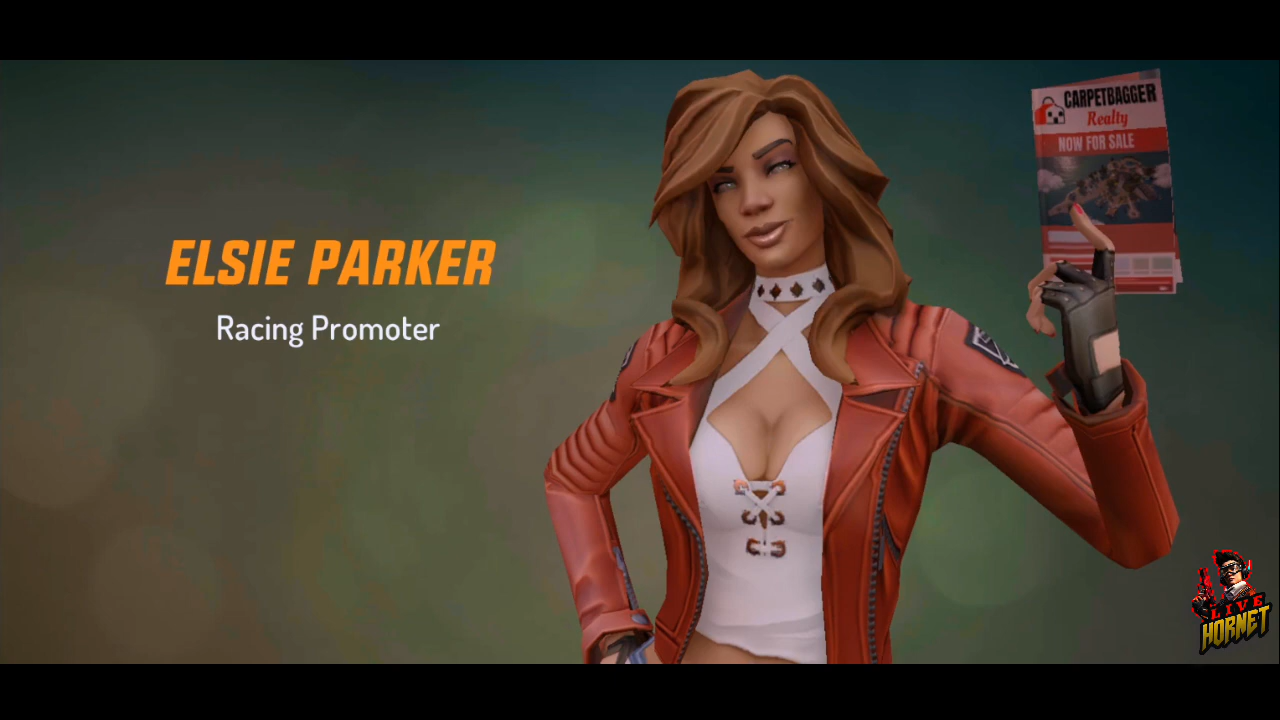 ELSIE PARKER
Racing Promoter
CARPETBAGGER
Realty
NOW FOR SALE
LIVE
HORNET